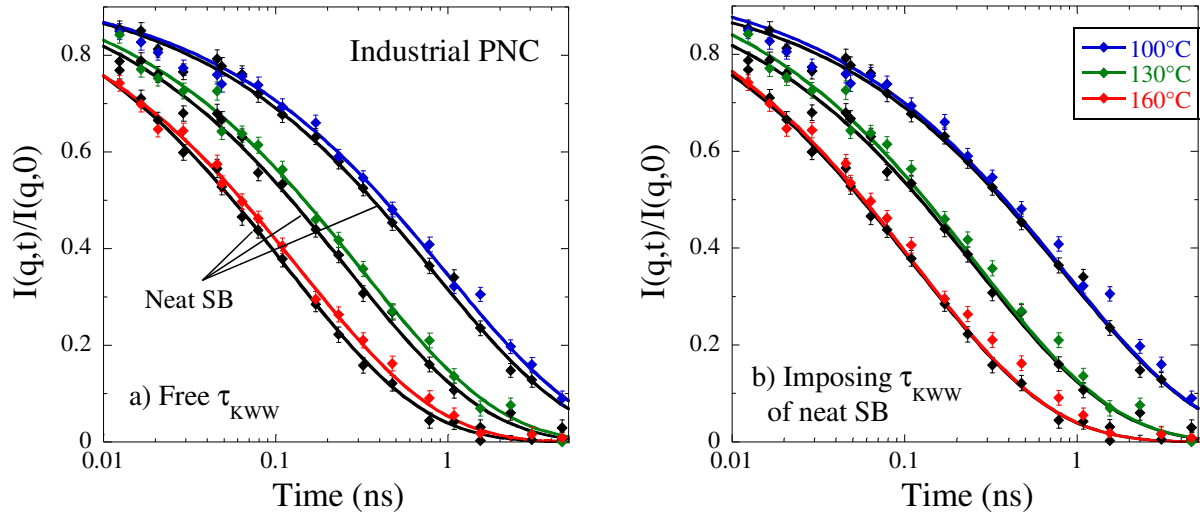 Industrial PNC
I(q,t)/I(q,0)
0.8
0.6
0.4
0.2
0
Neat SB
a) Free τKWW
0.01
0.1
1
Time (ns)
100°C
130°C
160°C
I(q,t)/I(q,0)
0.8
0.6
0.4
0.2
0
b) Imposing τKWW
of neat SB
0.01
0.1
1
Time (ns)